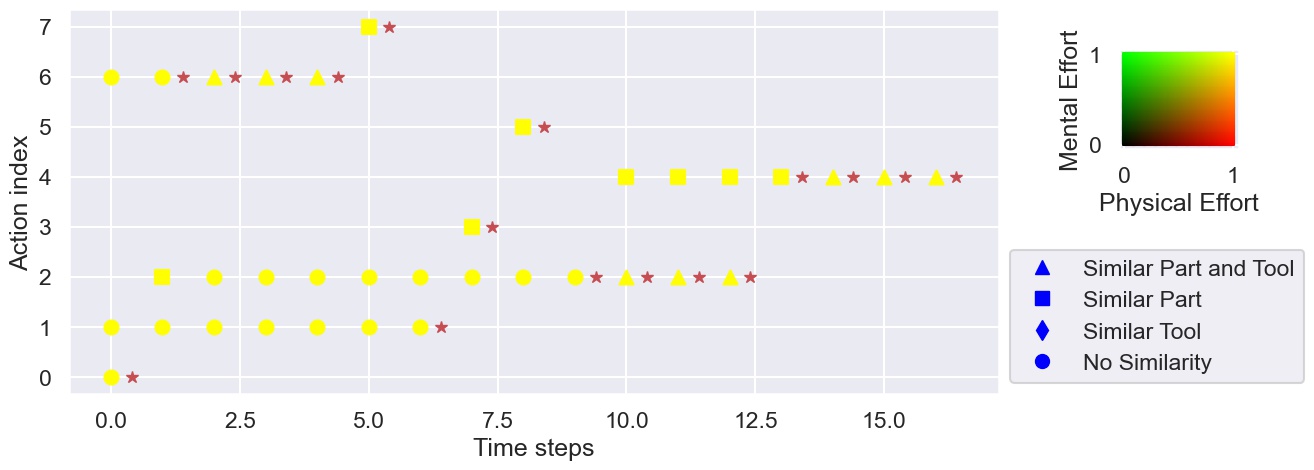 7
6
5
4
3
2
1
0
Action index
0.0 2.5 5.0 7.5 10.0 12.5 15.0
Time steps
Mental Effort
1
0
0 1
Physical Effort
Similar Part and Tool
Similar Part
Similar Tool
No Similarity